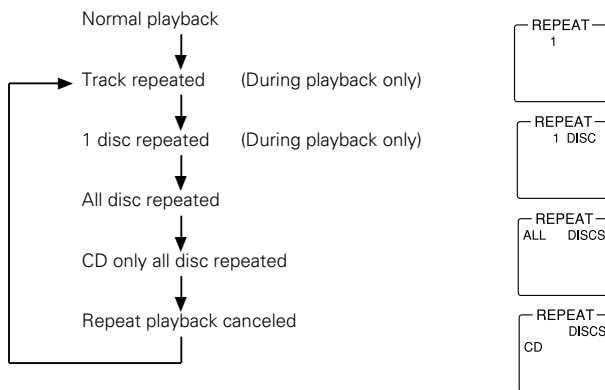 Normal playback
Track repeated (During playback only)
1 disc repeated (During playback only)
All disc repeated
CD only all disc repeated
Repeat playback canceled
REPEAT
1
REPEAT
1 DISC
REPEAT
ALL DISCS
REPEAT
DISCS
CD